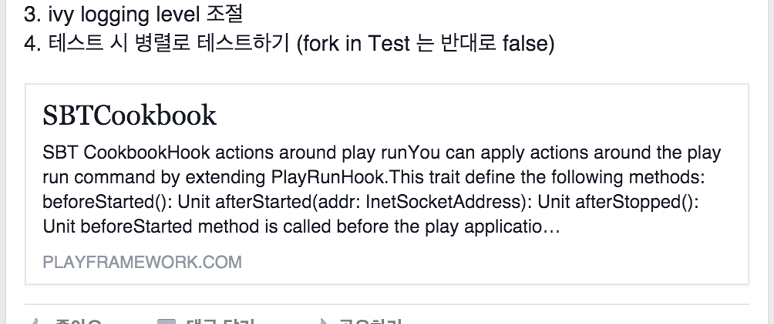 3. ivy logging level 조절
4. 테스트 시 병렬로 테스트하기 (fork in Test 는 반대로 false)
SBTCookbook
SBT CookbookHook actions around play runYou can apply actions around the play
run command by extending PlayRunHook.This trait define the following methods:
beforeStarted(): Unit afterStarted(addr: InetSocketAddress): Unit afterStopped():
Unit beforeStarted method is called before the play applicatio…
PLAYFRAMEWORK.COM